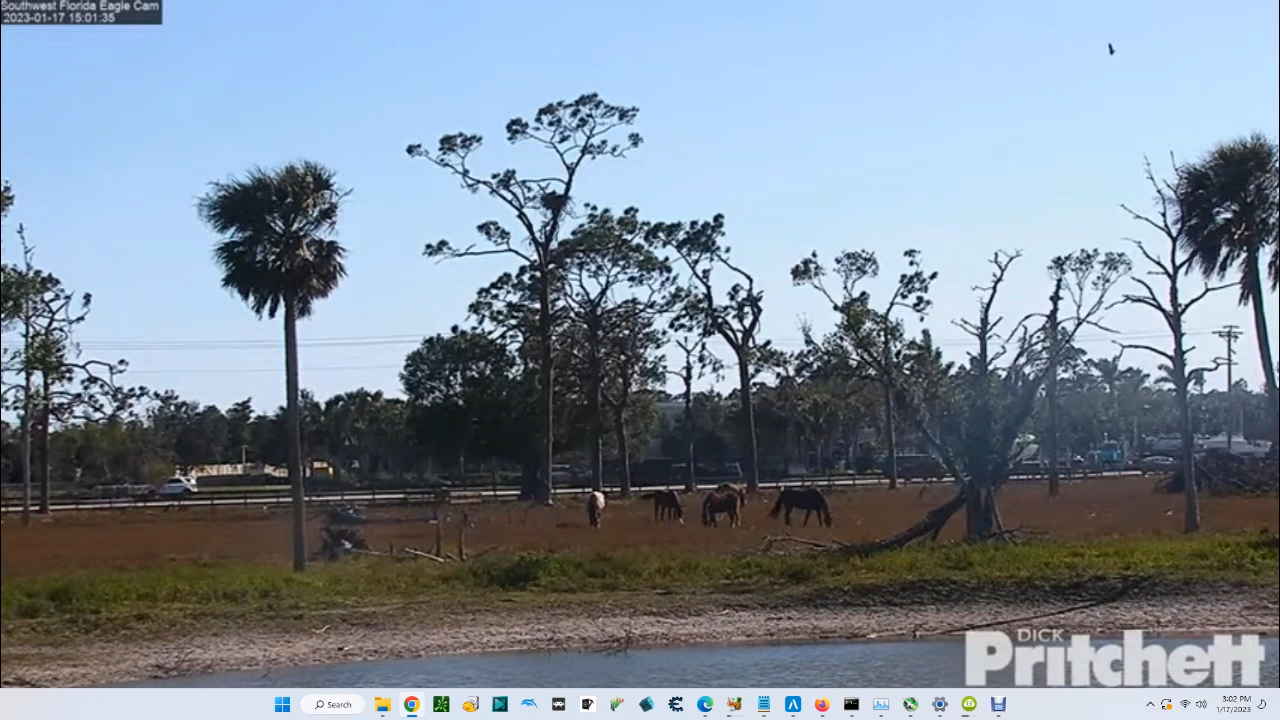 Southwest Florida Eagle Cam
2023-01-17 15:01:35
DICK
Pritchett
Search
3:02 PM
1/17/2023